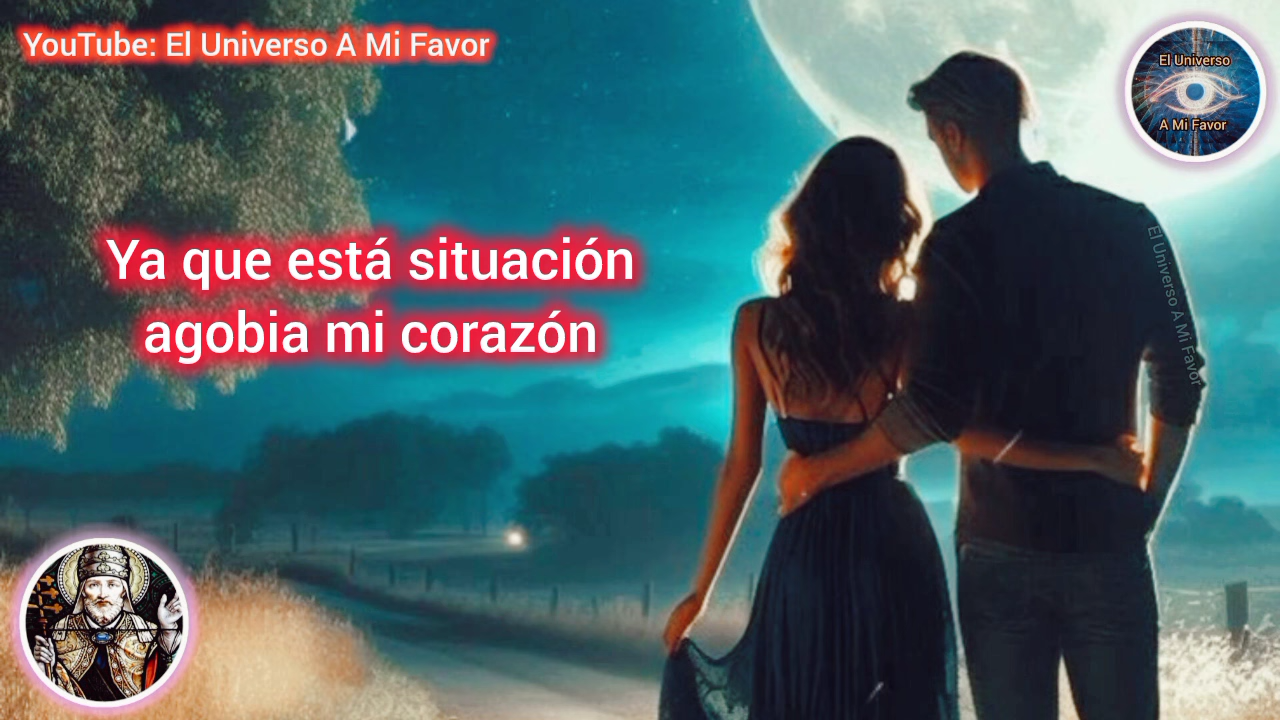 YouTube: El Universo A Mi Favor
El Universo
A Mi Favor
Ya que está situación
agobia mi corazón
El Universo A Mi Favor